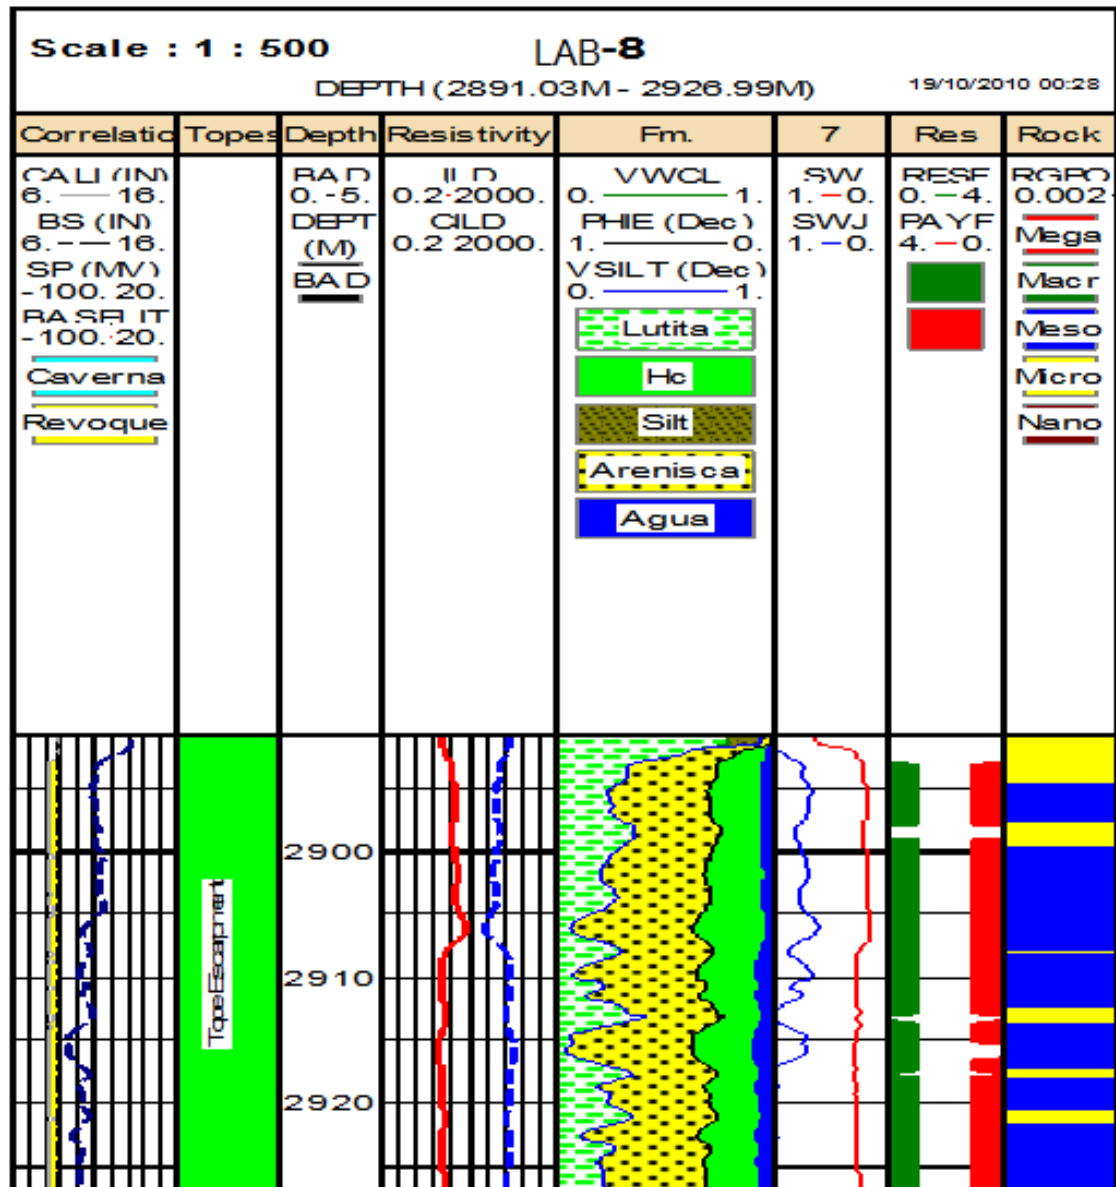 Scale : 1 : 500 LAB-8
DEPTH (2891.03M - 2926.99M) 19/10/2010 00:28
Correlatio Topes Depth Resistivity Fm. 7 Res Rock
CALI (IN) BAD ILD VWCL SW RESF RGPO
6. 16. 0. 5. 0.2 2000. 0. 1. 1. 0. 0. 4. 0.002
BS (IN) DEPT CILD PHIE (Dec) SWJ PAYF Mega
6. 16. (M) 0.2 2000. 1. 0. 1. 0. 4. 0.
SP (MV) BAD VSILT (Dec) Macr
-100. 20. 0. 1.
-100. 20. Lutita Meso
Caverna Hc Micro
Revoque Silt Nano
Arenisca
Agua
2900
Tope Escapment
2910
2920